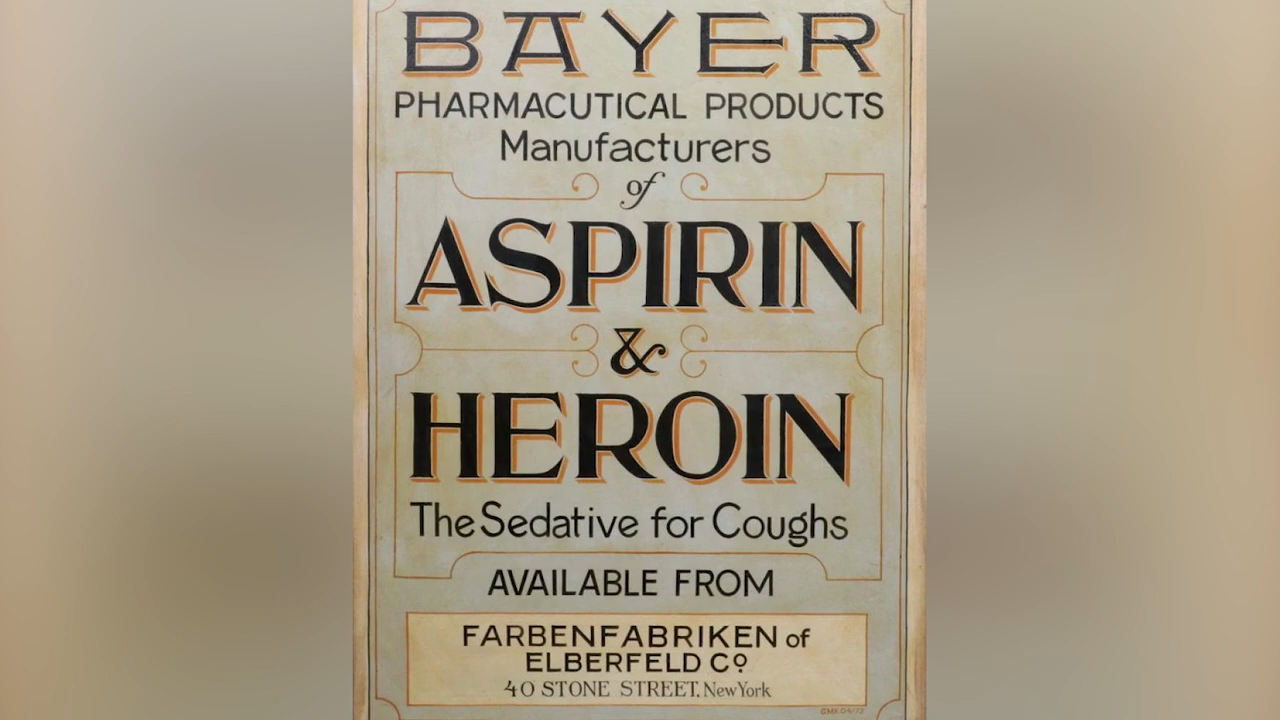 BAYER
PHARMACUTICAL PRODUCTS
Manufacturers
of
ASPIRIN
&
HEROIN
The Sedative for Coughs
AVAILABLE FROM
FARBENFABRIKEN of
ELBERFELD Co
40 STONE STREET, New York